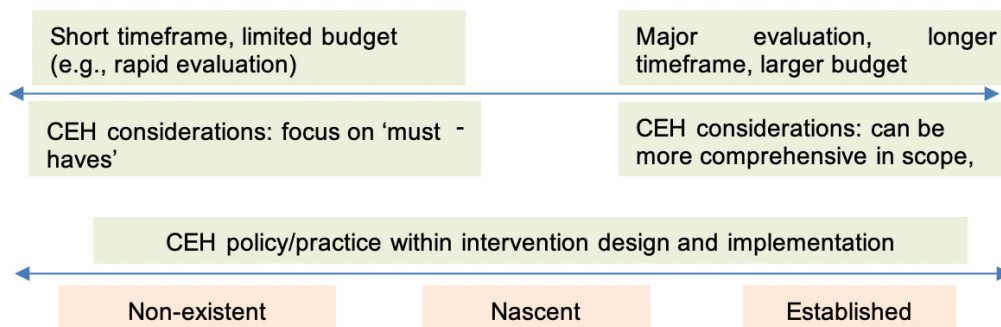 Short timeframe, limited budget
(e.g., rapid evaluation)
Major evaluation, longer
timeframe, larger budget
CEH considerations: focus on ‘must -
haves’
CEH considerations: can be
more comprehensive in scope,
CEH policy/practice within intervention design and implementation
Non-existent
Nascent
Established